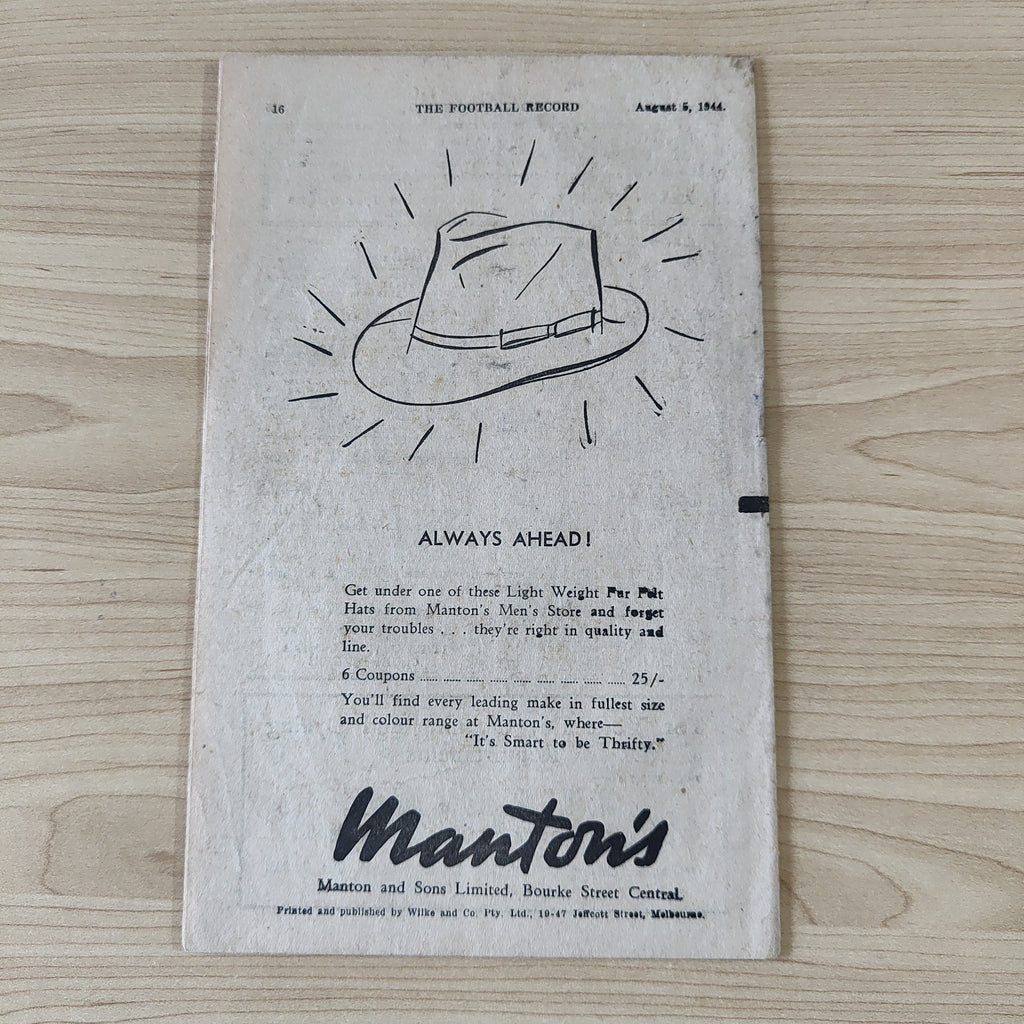 16 THE FOOTBALL RECORD August 5, 1944.
ALWAYS AHEAD!
Get under one of these Light Weight Fur Felt
Hats from Manton's Men's Store and forget
your troubles . . . they're right in quality and
line.
6 Coupons ...... ...... ...... ...... ...... ...... ...... ...... ...... 25/-
You'll find every leading make in fullest size
and colour range at Manton's, where—
"It's Smart to be Thrifty."
Manton's
Manton and Sons Limited, Bourke Street Central.
Printed and published by Wilke and Co. Pty. Ltd., 19-47 Jeffcott Street, Melbourne.